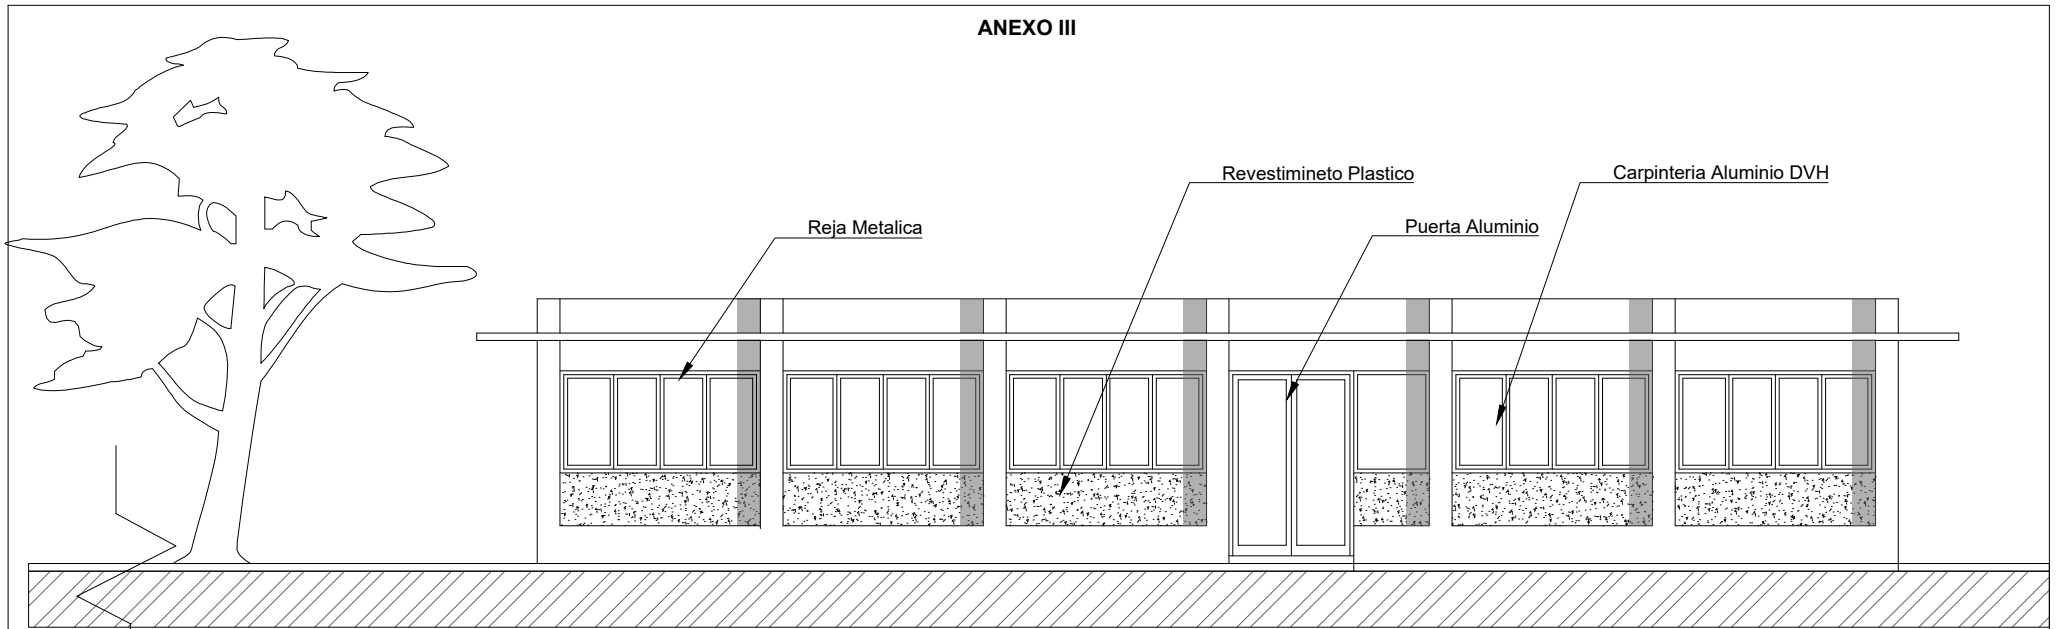 ANEXO III
Revestimineto Plastico
Carpinteria Aluminio DVH
Reja Metalica
Puerta Aluminio